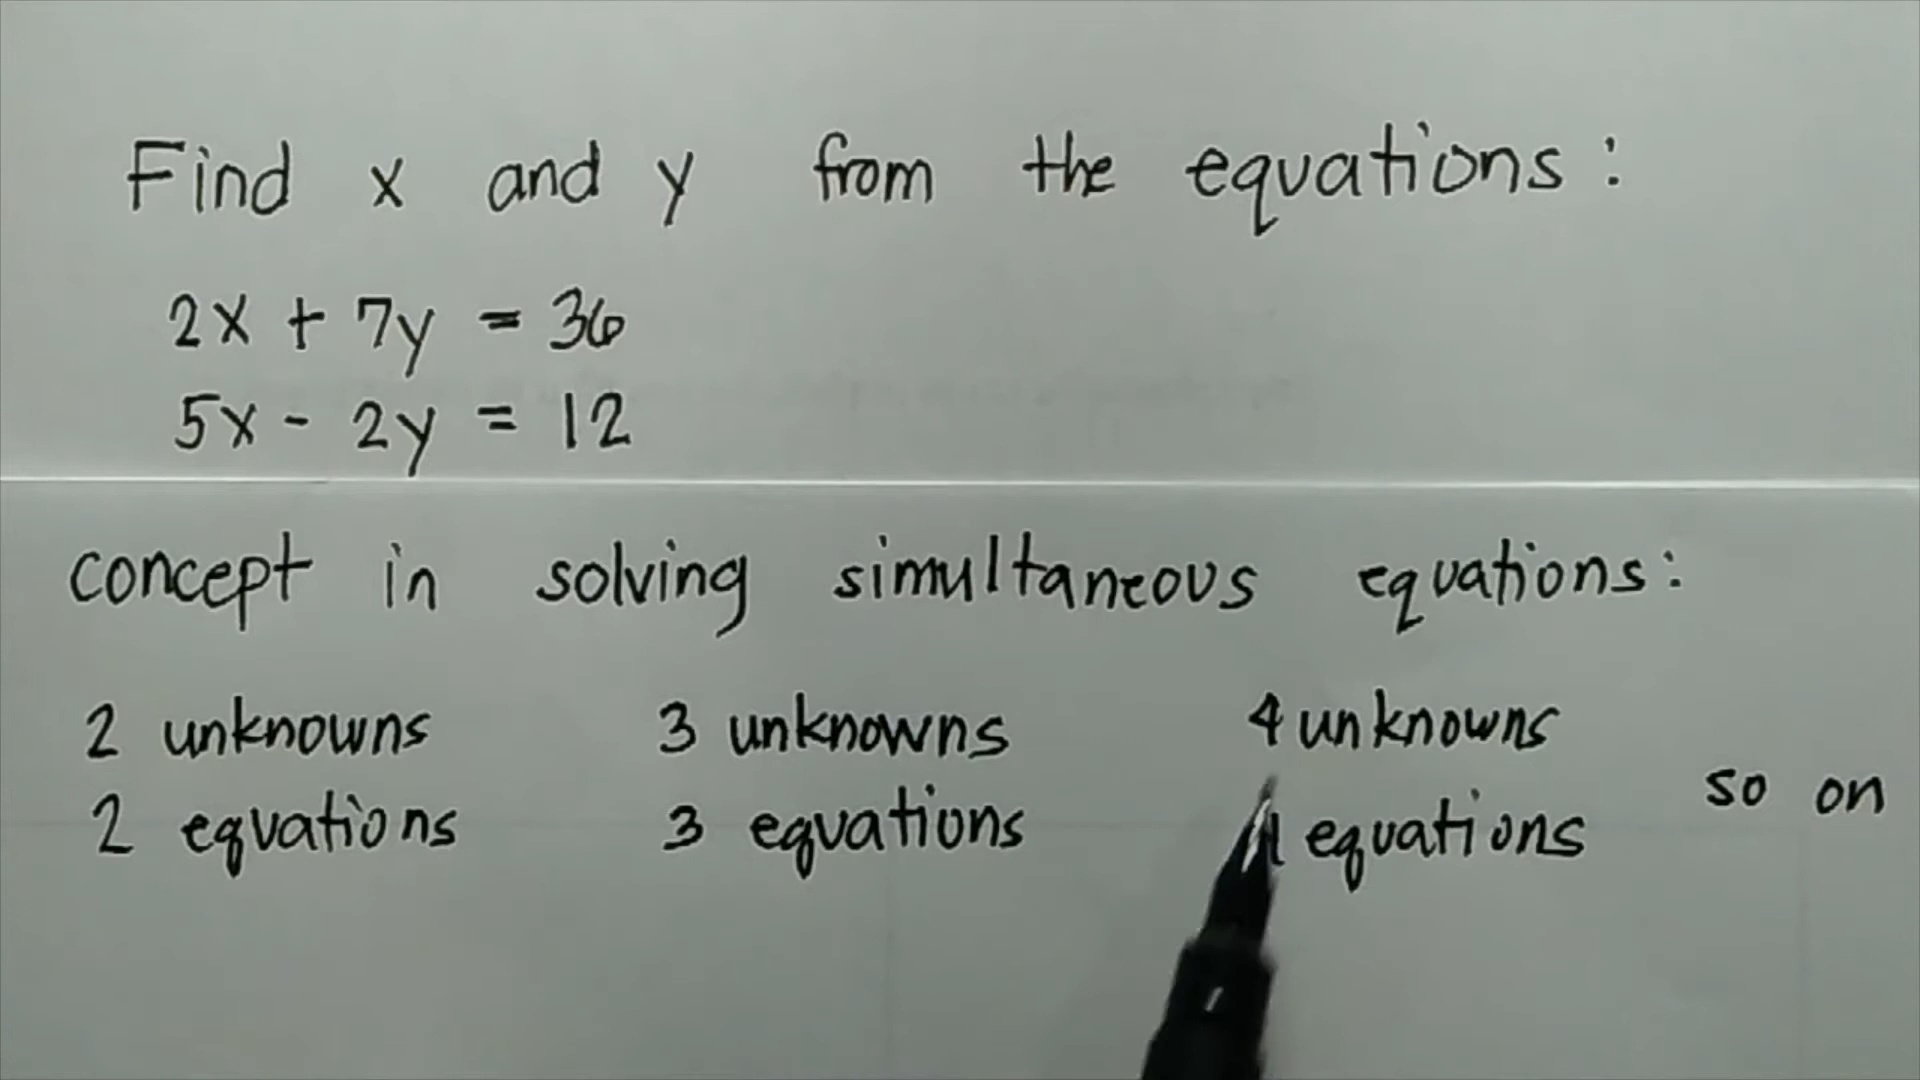 Find x and y from the equations:
2x + 7y = 36
5x - 2y = 12
concept in solving simultaneous equations:
2 unknowns 3 unknowns 4 unknowns
so on
2 equations 3 equations 4 equations